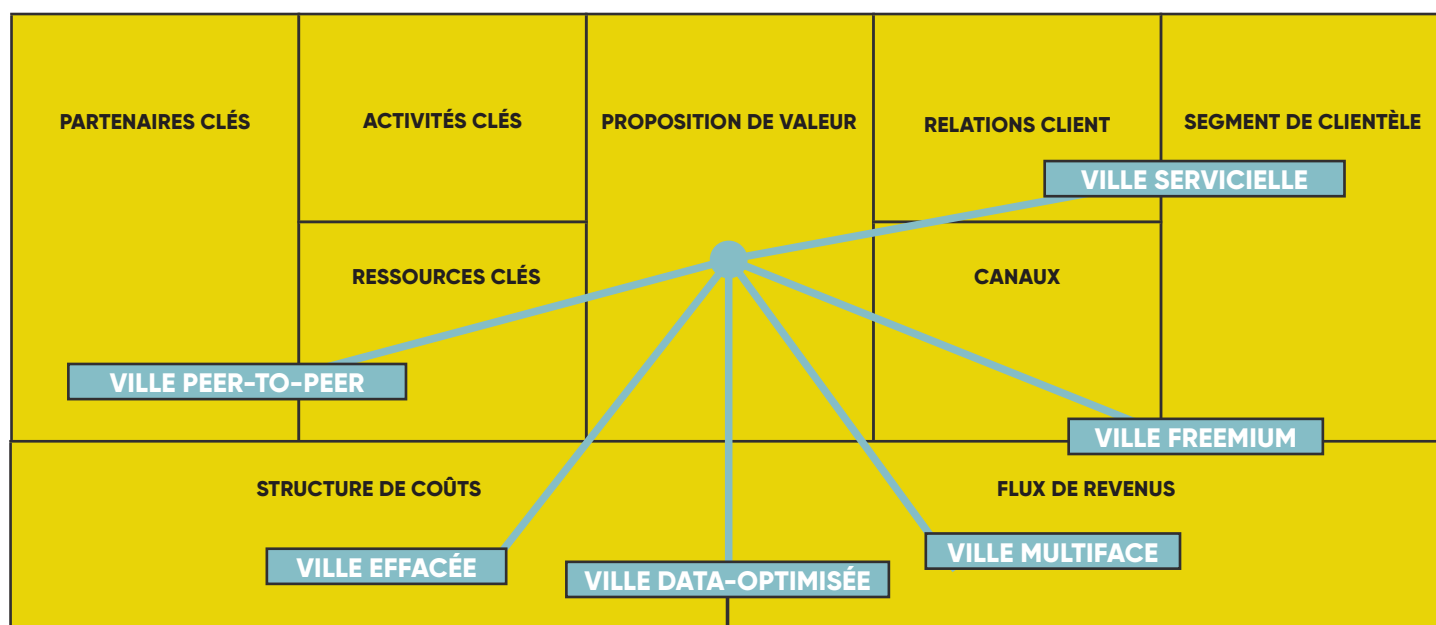 PARTENAIRES CLÉS
ACTIVITÉS CLÉS
PROPOSITION DE VALEUR
RELATIONS CLIENT
SEGMENT DE CLIENTÈLE
VILLE SERVICIELLE
RESSOURCES CLÉS
CANAUX
VILLE PEER-TO-PEER
VILLE FREEMIUM
STRUCTURE DE COÛTS
FLUX DE REVENUS
VILLE EFFACÉE
VILLE DATA-OPTIMISÉE
VILLE MULTIFACE